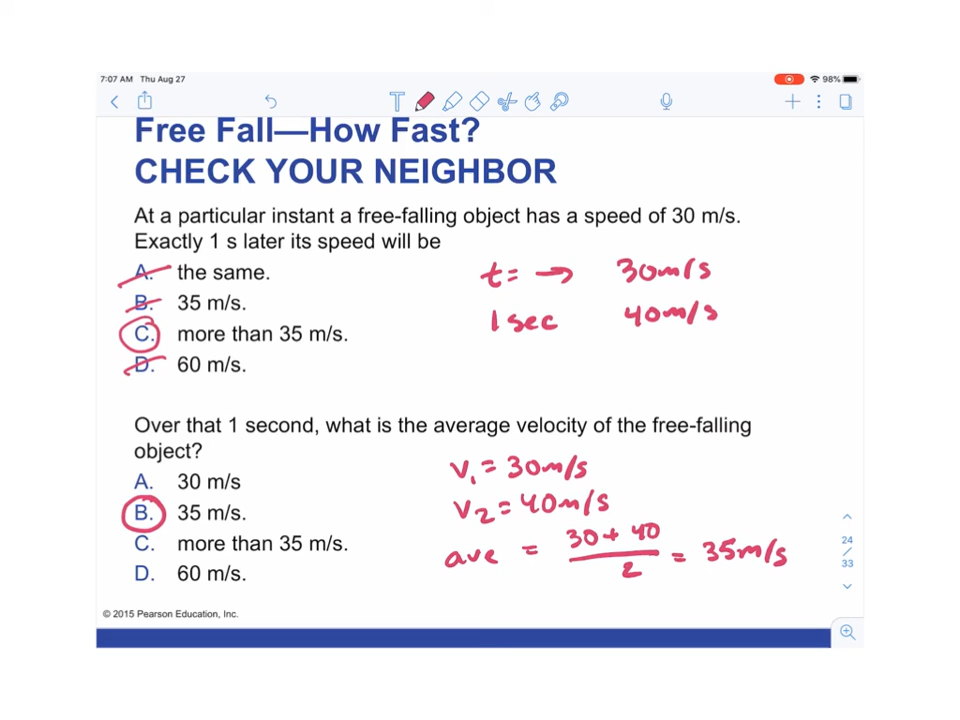 7:07 AM Thu Aug 27
98%
T
Free Fall—How Fast?
CHECK YOUR NEIGHBOR
At a particular instant a free-falling object has a speed of 30 m/s.
Exactly 1 s later its speed will be
A. the same.
t = → 30m/s
B. 35 m/s.
1 sec 40m/s
C. more than 35 m/s.
D. 60 m/s.
Over that 1 second, what is the average velocity of the free-falling
object?
V₁ = 30m/s
A. 30 m/s
V₂ = 40m/s
B. 35 m/s.
ave = 30 + 40 / 2 = 35m/s
C. more than 35 m/s.
D. 60 m/s.
24
/
33
© 2015 Pearson Education, Inc.